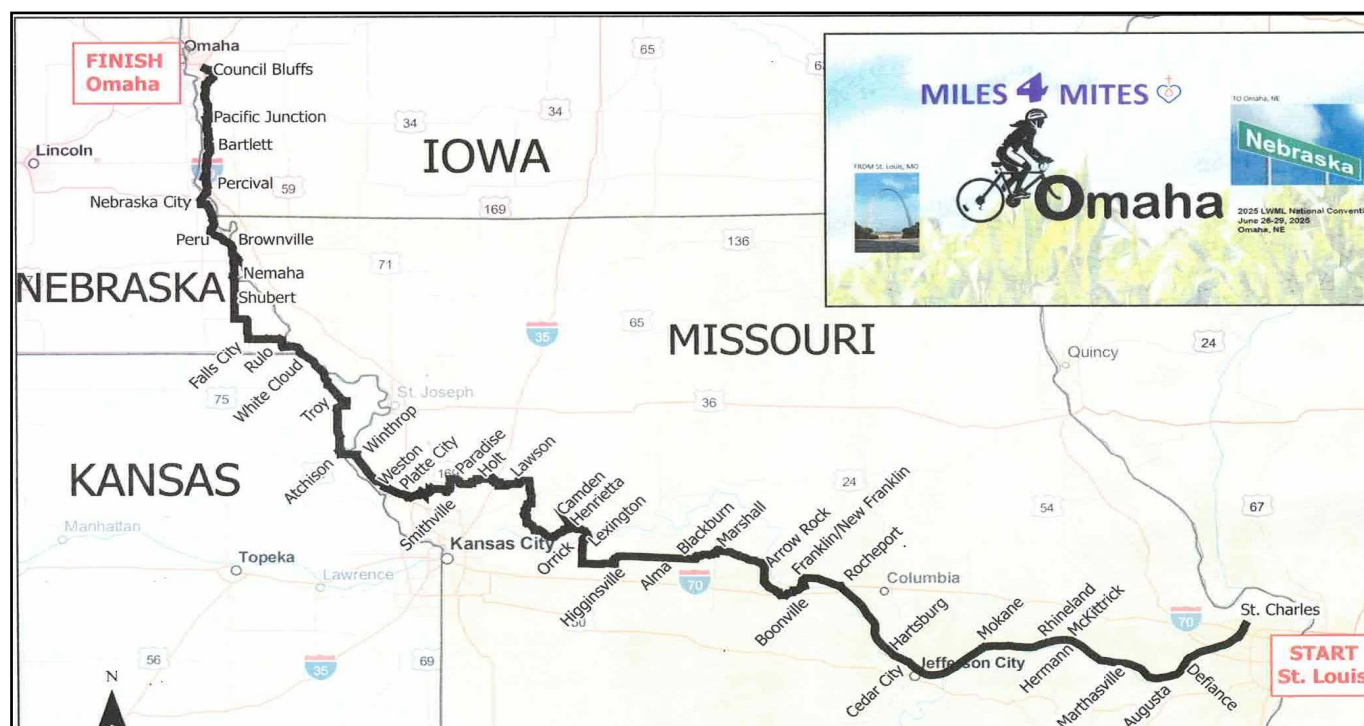 FINISH
Omaha
Omaha
Council Bluffs
Pacific Junction
Bartlett
Percival
Nebraska City
Peru
Brownville
Nemaha
Shubert
Falls City
Rulo
White Cloud
Troy
Winthrop
Atchison
Weston
Platte City
Smithville
Paradise
Holt
Lawson
Camden
Henrietta
Orrick
Lexington
Higginsville
Alma
Blackburn
Marshall
Arrow Rock
Boonville
Franklin/New Franklin
Rocheport
Hartsburg
Cedar City
Jefferson City
Mokane
Rhineland
McKittrick
Hermann
Marthasville
Augusta
Defiance
St. Charles
START
St. Louis
Lincoln
IOWA
NEBRASKA
MISSOURI
KANSAS
St. Joseph
Kansas City
Manhattan
Topeka
Lawrence
Columbia
Quincy
65
34
34
59
169
136
71
65
35
24
75
36
24
54
67
70
70
56
35
69
N
MILES 4 MITES
FROM St. Louis, MO
TO Omaha, NE
Nebraska
Omaha
2025 LWML National Conventi
June 26-29, 2025
Omaha, NE